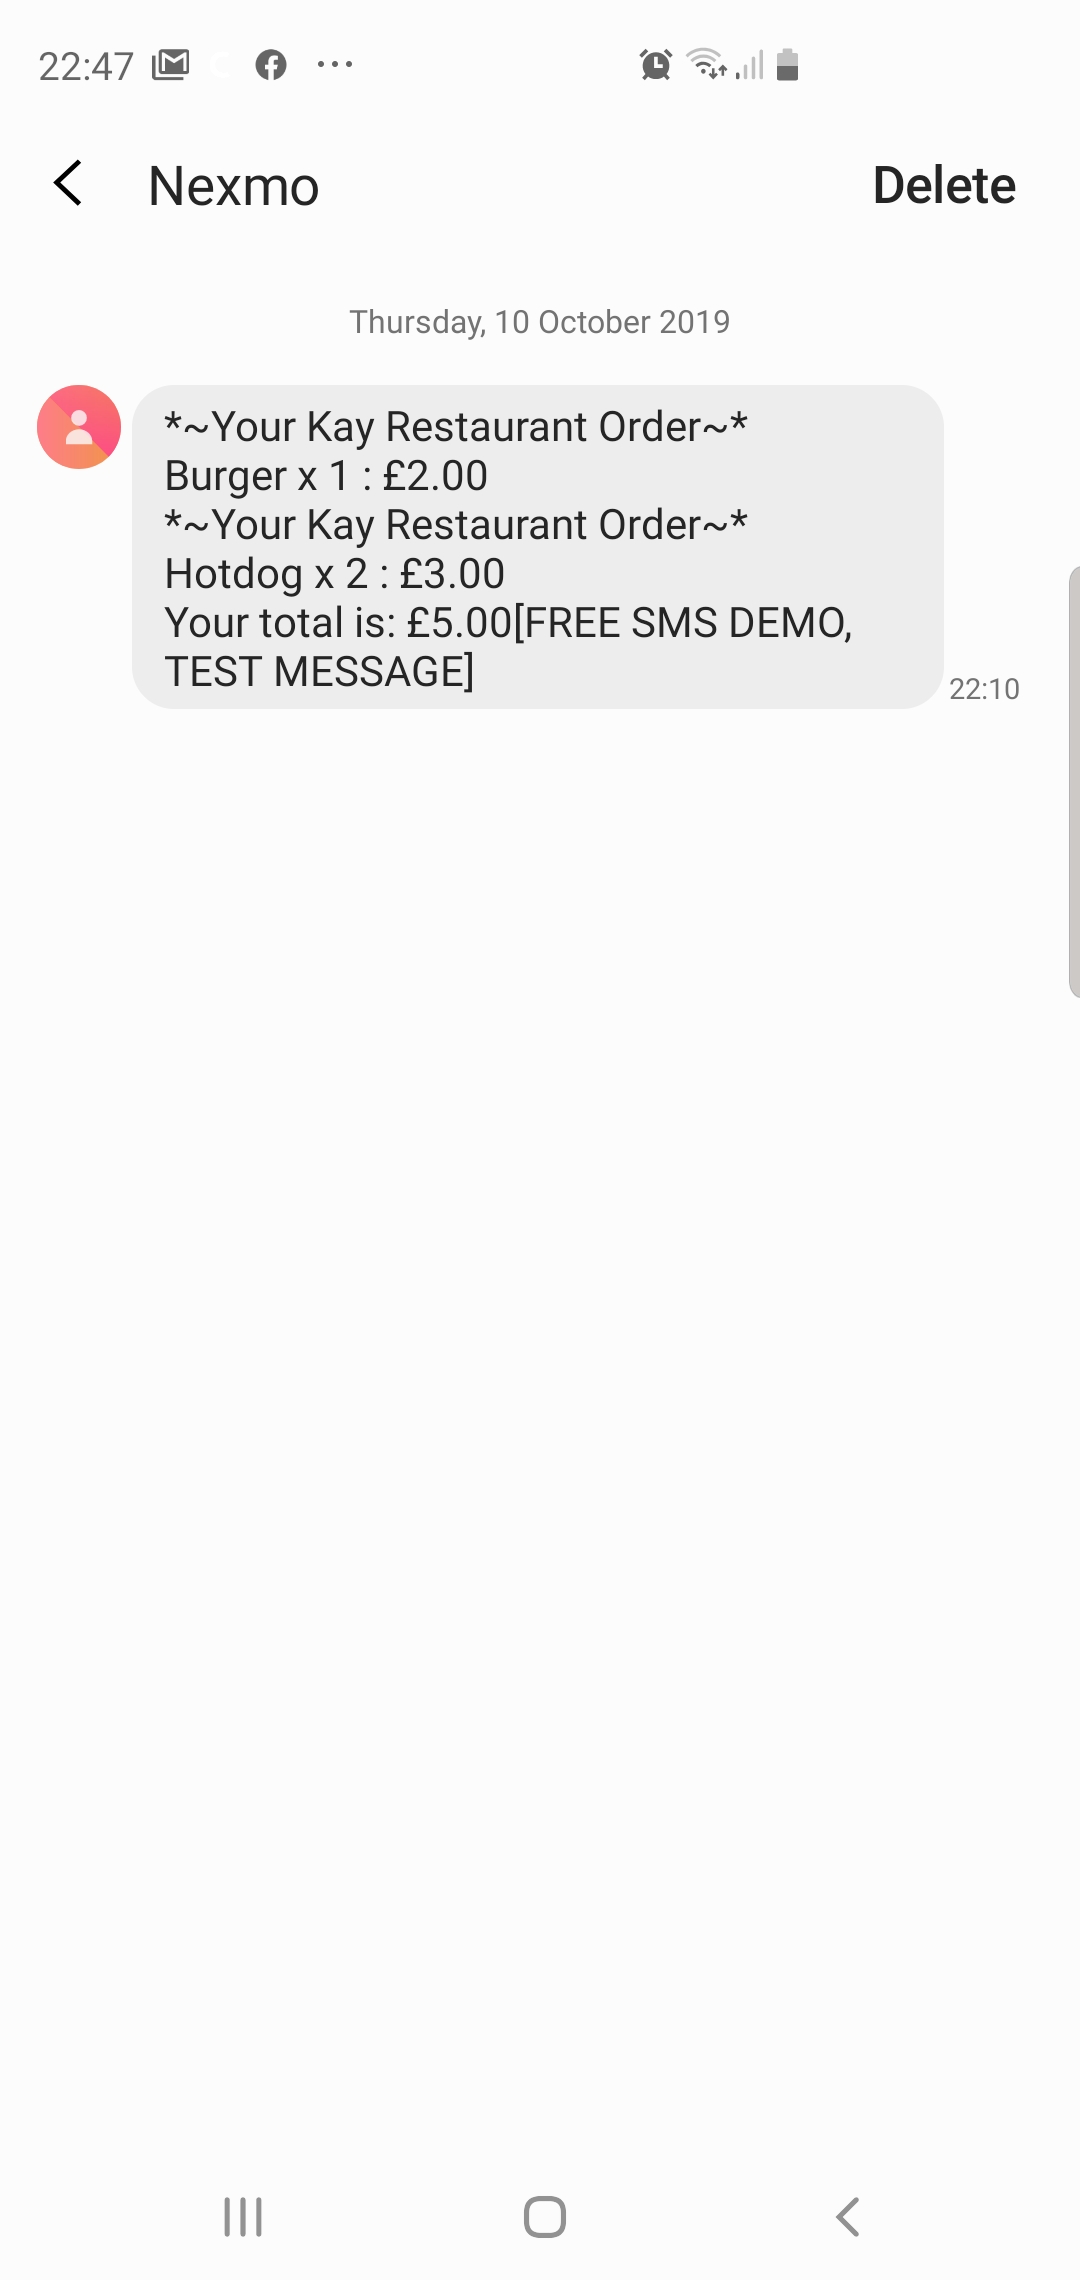 22:47
Nexmo
Delete
Thursday, 10 October 2019
*~Your Kay Restaurant Order~*
Burger x 1 : £2.00
*~Your Kay Restaurant Order~*
Hotdog x 2 : £3.00
Your total is: £5.00[FREE SMS DEMO,
TEST MESSAGE]
22:10